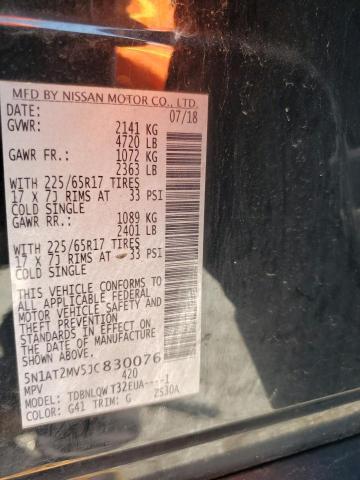 MFD BY NISSAN MOTOR CO., LTD.
DATE: 07/18
GVWR: 2141 KG
4720 LB
GAWR FR.: 1072 KG
2363 LB
WITH 225/65R17 TIRES
17 X 7J RIMS AT 33 PSI
COLD SINGLE
GAWR RR.: 1089 KG
2401 LB
WITH 225/65R17 TIRES
17 X 7J RIMS AT 33 PSI
COLD SINGLE
THIS VEHICLE CONFORMS TO
ALL APPLICABLE FEDERAL
MOTOR VEHICLE SAFETY AND
THEFT PREVENTION
STANDARDS IN EFFECT ON
THE DATE OF MANUFACTURE
SHOWN ABOVE.
5N1AT2MV5JC830076
MPV 420
MODEL: TDBNLQW T32EUA----I
COLOR: G41 TRIM: G 2S30A